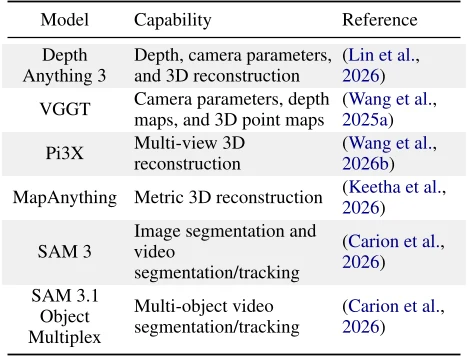 Model Capability Reference
Depth Anything 3 Depth, camera parameters, and 3D reconstruction (Lin et al., 2026)
VGGT Camera parameters, depth maps, and 3D point maps (Wang et al., 2025a)
Pi3X Multi-view 3D reconstruction (Wang et al., 2026b)
MapAnything Metric 3D reconstruction (Keetha et al., 2026)
SAM 3 Image segmentation and video segmentation/tracking (Carion et al., 2026)
SAM 3.1 Object Multiplex Multi-object video segmentation/tracking (Carion et al., 2026)